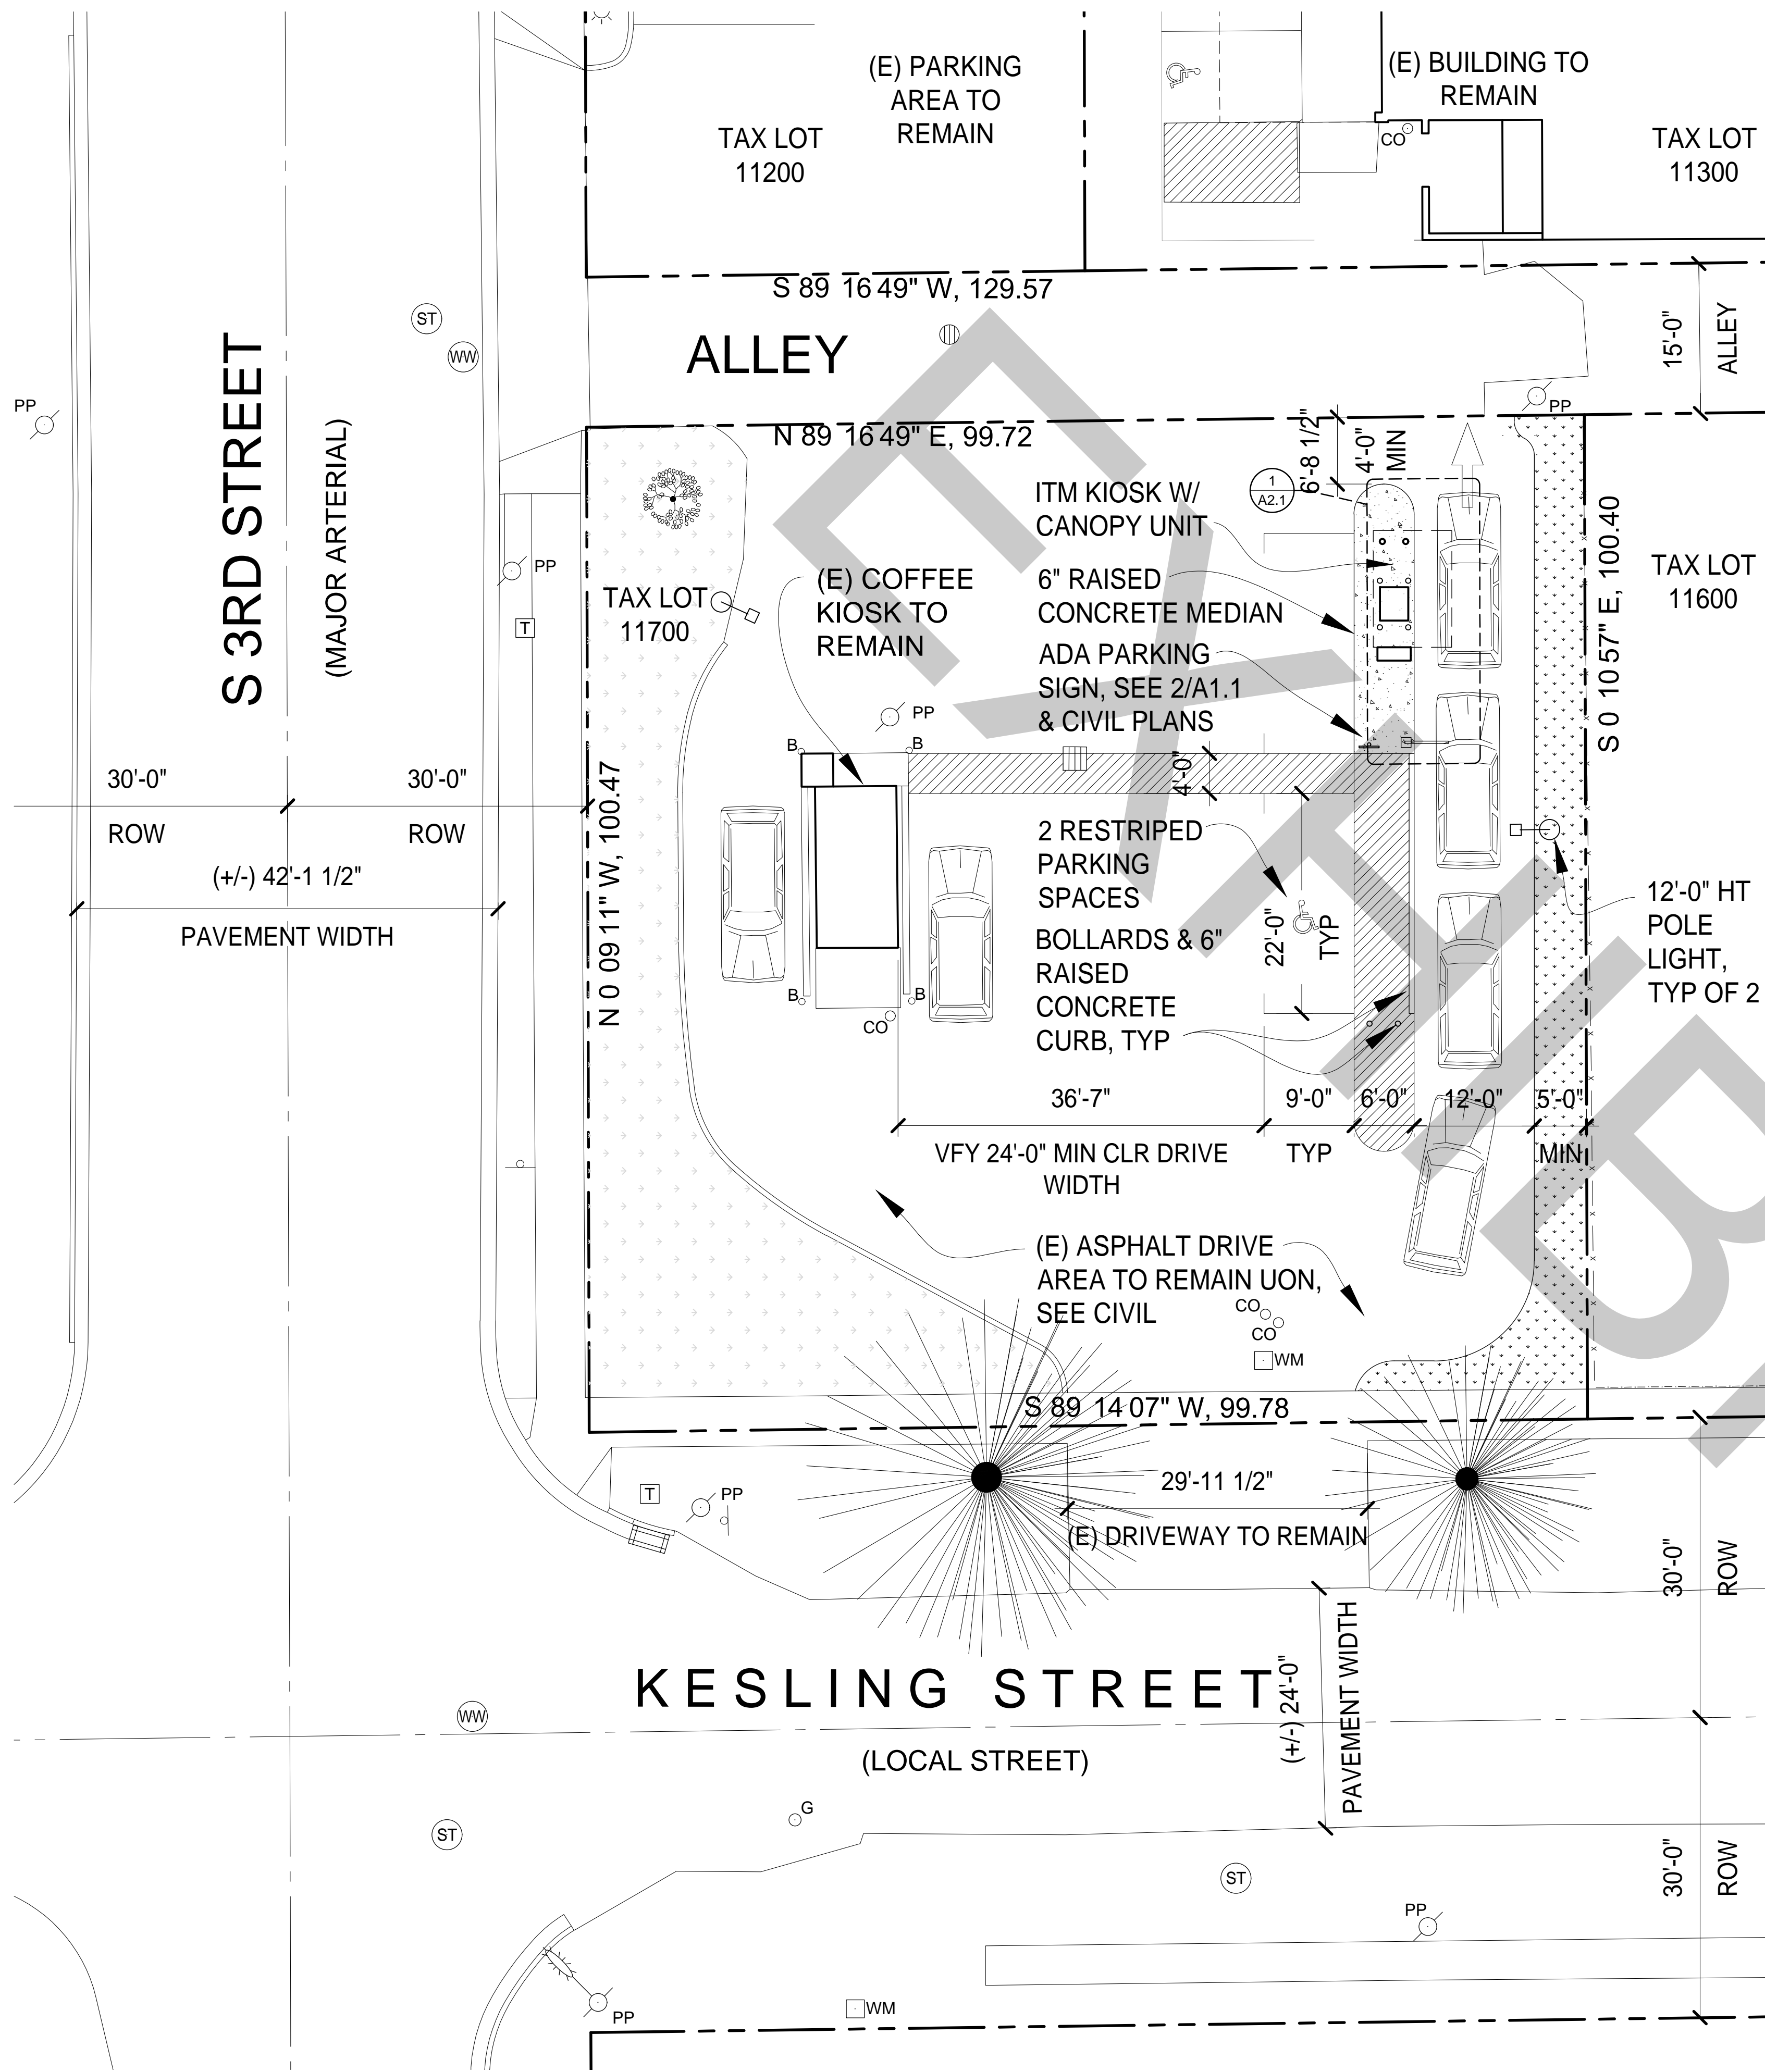 (E) PARKING
AREA TO
REMAIN
(E) BUILDING TO
REMAIN
TAX LOT
11200
CO
TAX LOT
11300
S 89 16 49" W, 129.57
ST
WW
ALLEY
15'-0"
ALLEY
PP
PP
S 3RD STREET
(MAJOR ARTERIAL)
N 89 16 49" E, 99.72
6'-8 1/2"
4'-0"
MIN
1
A2.1
ITM KIOSK W/
CANOPY UNIT
PP
T
TAX LOT
11700
(E) COFFEE
KIOSK TO
REMAIN
6" RAISED
CONCRETE MEDIAN
ADA PARKING
SIGN, SEE 2/A1.1
& CIVIL PLANS
S 0 10 57" E, 100.40
TAX LOT
11600
PP
B
B
30'-0"
ROW
30'-0"
ROW
4'-0"
N 0 09 11" W, 100.47
(+/-) 42'-1 1/2"
PAVEMENT WIDTH
2 RESTRIPED
PARKING
SPACES
22'-0"
TYP
BOLLARDS & 6"
RAISED
CONCRETE
CURB, TYP
12'-0" HT
POLE
LIGHT,
TYP OF 2
B
B
CO
36'-7"
9'-0"
6'-0"
12'-0"
5'-0"
VFY 24'-0" MIN CLR DRIVE
WIDTH
TYP
MIN
(E) ASPHALT DRIVE
AREA TO REMAIN UON,
SEE CIVIL
CO
CO
WM
S 89 14 07" W, 99.78
T
PP
29'-11 1/2"
(E) DRIVEWAY TO REMAIN
30'-0"
ROW
KESLING STREET
(LOCAL STREET)
(+/-) 24'-0"
PAVEMENT WIDTH
WW
G
ST
ST
30'-0"
ROW
PP
PP
WM
EXHIBI